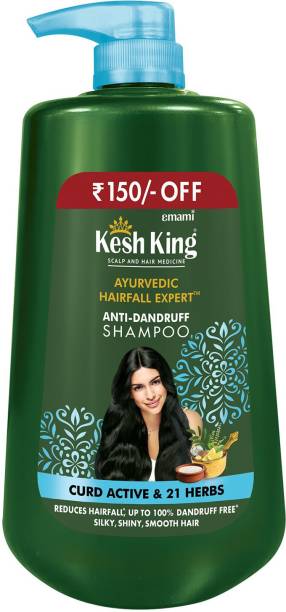 ₹150/- OFF
emami
Kesh King
SCALP AND HAIR MEDICINE
AYURVEDIC
HAIRFALL EXPERT™
ANTI-DANDRUFF
SHAMPOO
CURD ACTIVE & 21 HERBS
REDUCES HAIRFALL*, UP TO 100% DANDRUFF FREE*
SILKY, SHINY, SMOOTH HAIR